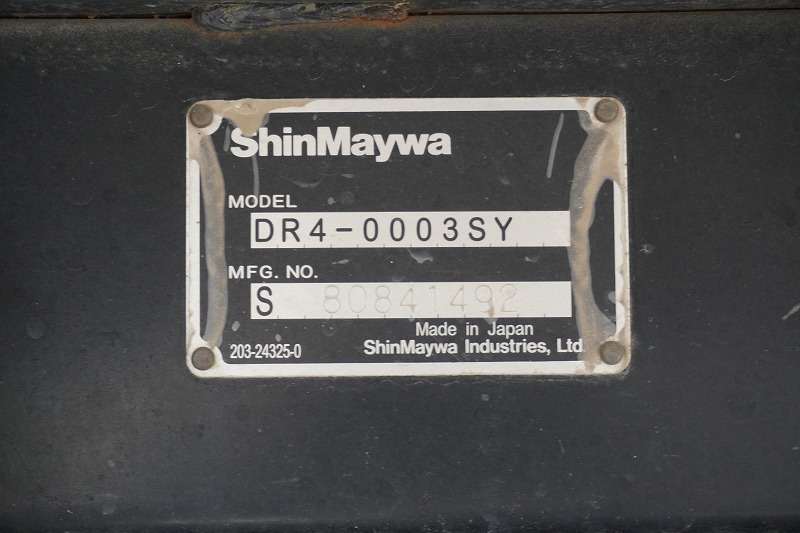 ShinMaywa
MODEL
DR4-0003SY
MFG. NO.
S 80841492
Made in Japan
203-24325-0 ShinMaywa Industries, Ltd